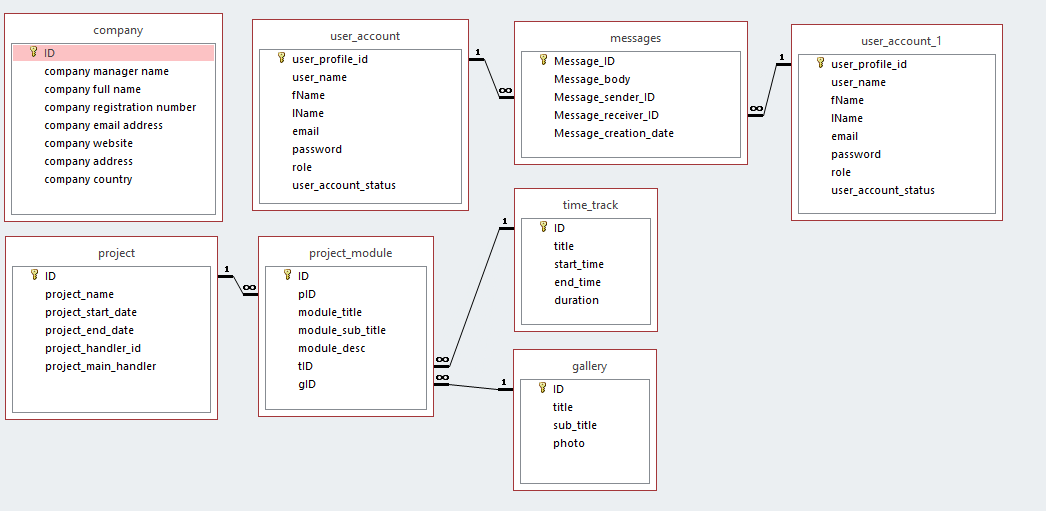 company
ID
company manager name
company full name
company registration number
company email address
company website
company address
company country
user_account
user_profile_id
user_name
fName
lName
email
password
role
user_account_status
1
∞
messages
Message_ID
Message_body
Message_sender_ID
Message_receiver_ID
Message_creation_date
1
∞
user_account_1
user_profile_id
user_name
fName
lName
email
password
role
user_account_status
project
ID
project_name
project_start_date
project_end_date
project_handler_id
project_main_handler
1
∞
project_module
ID
pID
module_title
module_sub_title
module_desc
tID
gID
1
∞
time_track
ID
title
start_time
end_time
duration
∞
1
gallery
ID
title
sub_title
photo